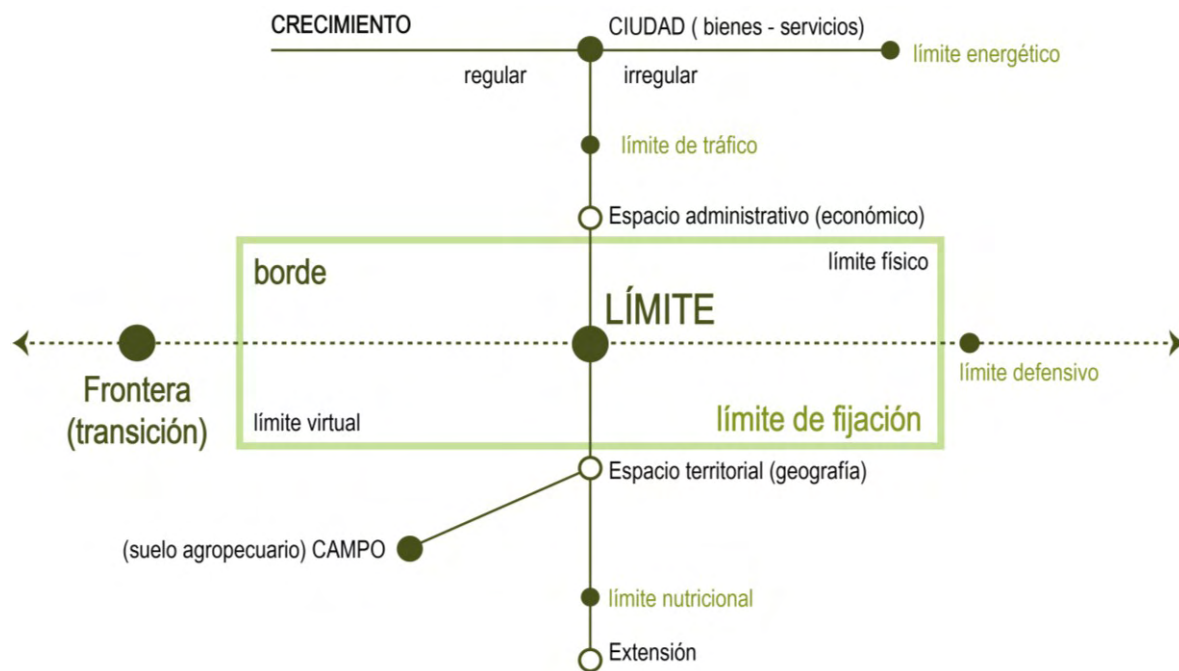 CRECIMIENTO
CIUDAD ( bienes - servicios)
límite energético
regular
irregular
límite de tráfico
Espacio administrativo (económico)
borde
límite físico
LÍMITE
Frontera
(transición)
límite defensivo
límite virtual
límite de fijación
Espacio territorial (geografía)
(suelo agropecuario) CAMPO
límite nutricional
Extensión